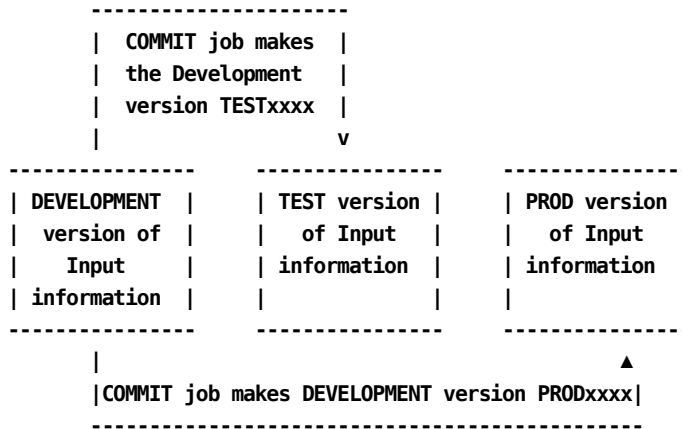 COMMIT job makes
the Development
version TESTxxxx
v
DEVELOPMENT TEST version PROD version
version of of Input of Input
Input information information
information
COMMIT job makes DEVELOPMENT version PRODxxxx